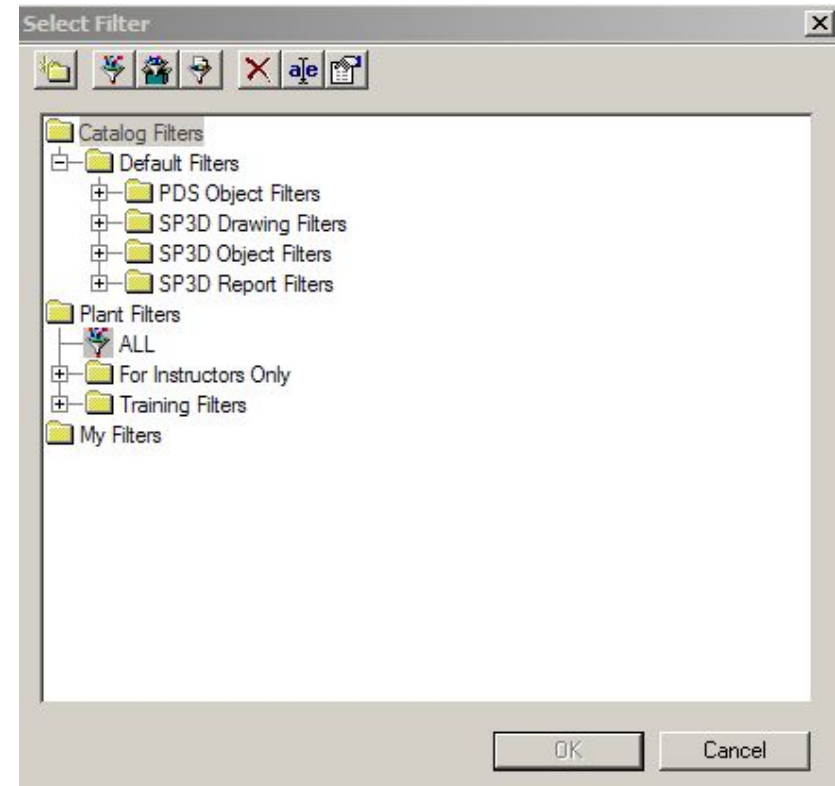 Select Filter
aIe
Catalog Filters
Default Filters
PDS Object Filters
SP3D Drawing Filters
SP3D Object Filters
SP3D Report Filters
Plant Filters
ALL
For Instructors Only
Training Filters
My Filters
OK
Cancel